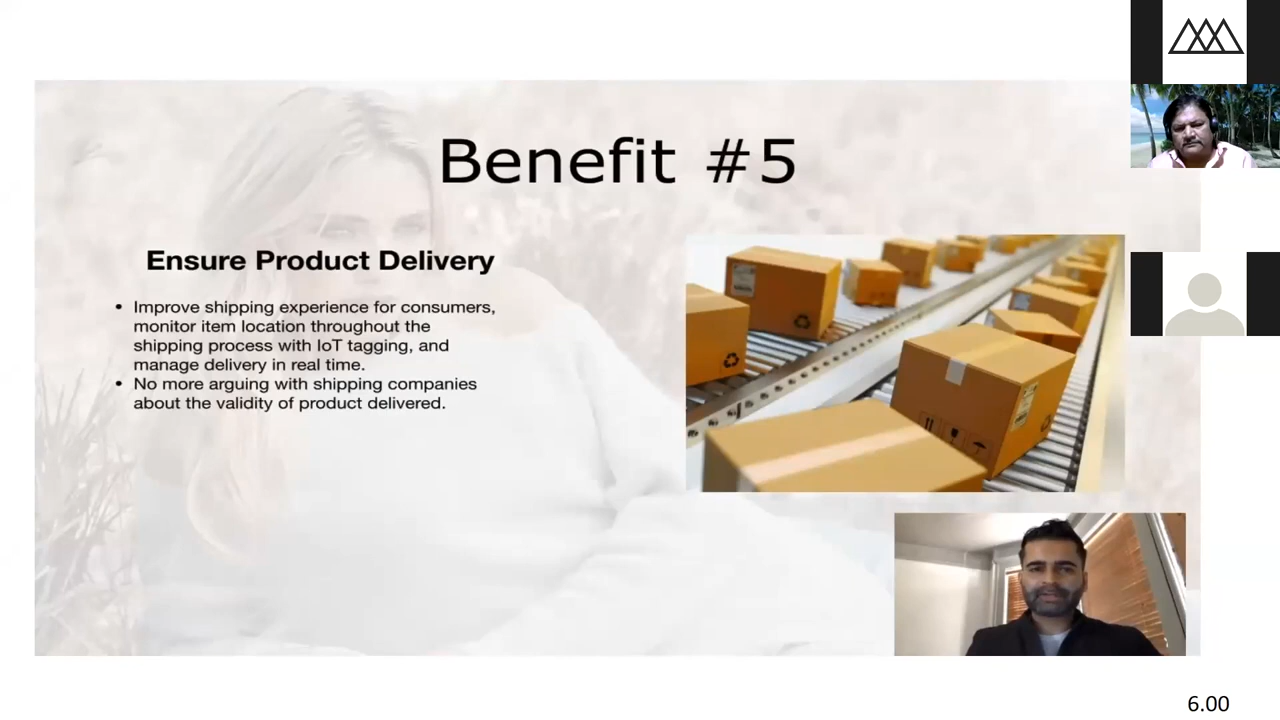 Benefit #5
Ensure Product Delivery
• Improve shipping experience for consumers,
monitor item location throughout the
shipping process with IoT tagging, and
manage delivery in real time.
• No more arguing with shipping companies
about the validity of product delivered.
6.00